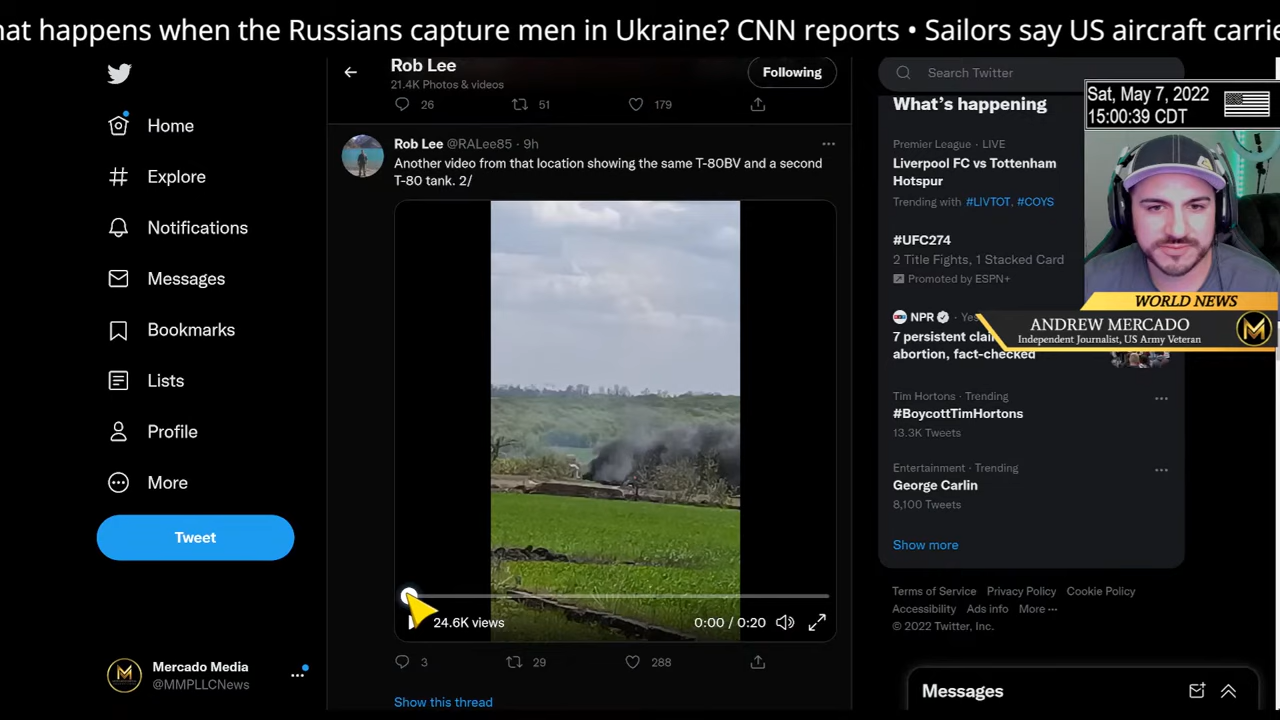 hat happens when the Russians capture men in Ukraine? CNN reports • Sailors say US aircraft carrie
Home
Explore
Notifications
Messages
Bookmarks
Lists
Profile
More
Tweet
Mercado Media
@MMPLLCNews
Rob Lee
21.4K Photos & videos
Following
26
51
179
Rob Lee @RALee85 · 9h
Another video from that location showing the same T-80BV and a second
T-80 tank. 2/
24.6K views
0:00 / 0:20
3
29
288
Show this thread
Search Twitter
What's happening
Premier League · LIVE
Liverpool FC vs Tottenham
Hotspur
Trending with #LIVTOT, #COYS
#UFC274
2 Title Fights, 1 Stacked Card
Promoted by ESPN+
NPR
7 persistent
abortion, fact-checked
Tim Hortons · Trending
#BoycottTimHortons
13.3K Tweets
Entertainment · Trending
George Carlin
8,100 Tweets
Show more
Terms of Service Privacy Policy Cookie Policy
Accessibility Ads info More
© 2022 Twitter, Inc.
Messages
Sat, May 7, 2022
15:00:39 CDT
WORLD NEWS
ANDREW MERCADO
Independent Journalist, US Army Veteran